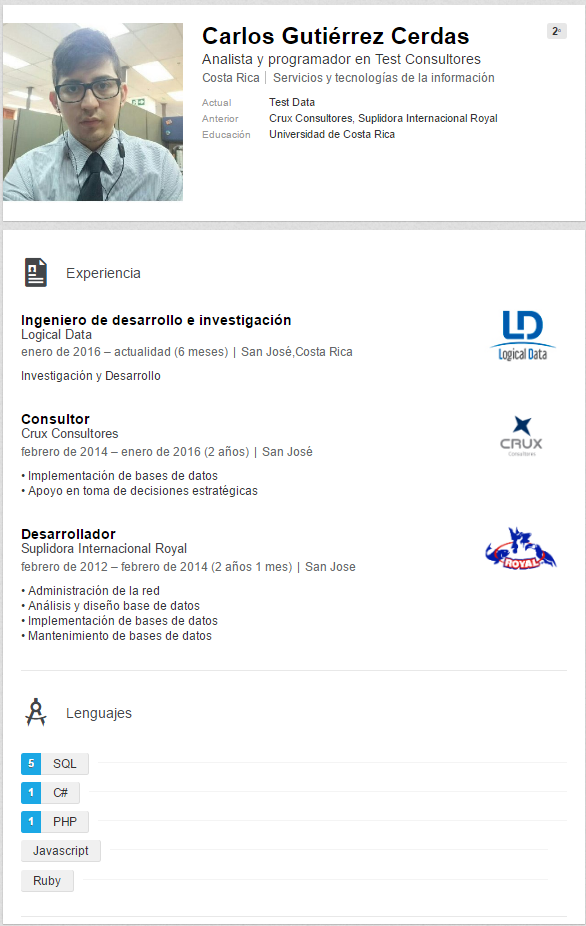 Carlos Gutiérrez Cerdas
2º
Analista y programador en Test Consultores
Costa Rica | Servicios y tecnologías de la información
Actual Test Data
Anterior Crux Consultores, Suplidora Internacional Royal
Educación Universidad de Costa Rica
Experiencia
Ingeniero de desarrollo e investigación
Logical Data
enero de 2016 – actualidad (6 meses) | San José,Costa Rica
Investigación y Desarrollo
LD
Logical Data
Consultor
Crux Consultores
febrero de 2014 – enero de 2016 (2 años) | San José
• Implementación de bases de datos
• Apoyo en toma de decisiones estratégicas
CRUX
Consultores
Desarrollador
Suplidora Internacional Royal
febrero de 2012 – febrero de 2014 (2 años 1 mes) | San Jose
• Administración de la red
• Análisis y diseño base de datos
• Implementación de bases de datos
• Mantenimiento de bases de datos
ROYAL
Lenguajes
5 SQL
1 C#
1 PHP
Javascript
Ruby